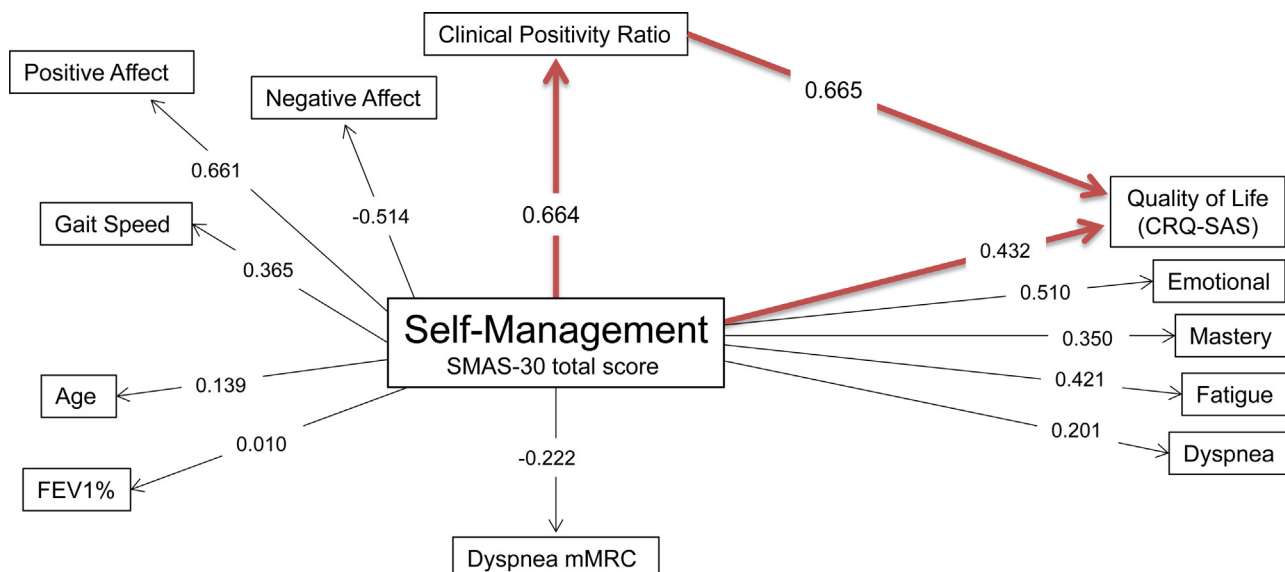 Clinical Positivity Ratio
Positive Affect
Negative Affect
0.665
0.661
Quality of Life
(CRQ-SAS)
-0.514
0.664
Gait Speed
0.432
0.365
Emotional
0.510
Self-Management
SMAS-30 total score
0.350
Mastery
0.421
Fatigue
0.139
Age
0.201
Dyspnea
0.010
-0.222
FEV1%
Dyspnea mMRC